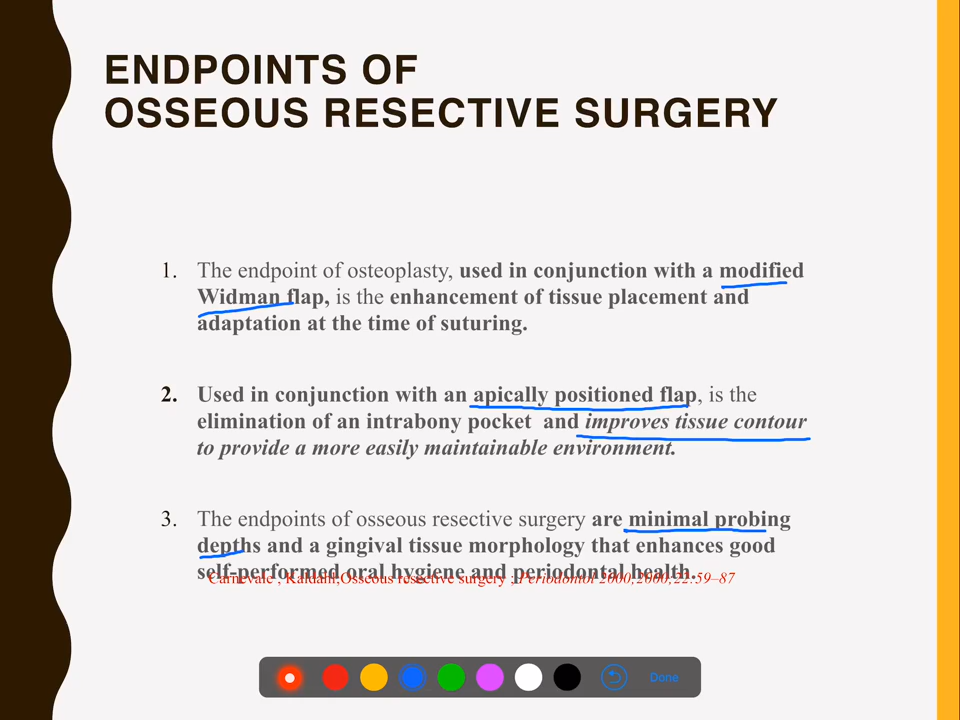 ENDPOINTS OF
OSSEOUS RESECTIVE SURGERY
1. The endpoint of osteoplasty, used in conjunction with a modified
Widman flap, is the enhancement of tissue placement and
adaptation at the time of suturing.
2. Used in conjunction with an apically positioned flap, is the
elimination of an intrabony pocket and improves tissue contour
to provide a more easily maintainable environment.
3. The endpoints of osseous resective surgery are minimal probing
depths and a gingival tissue morphology that enhances good
self-performed oral hygiene and periodontal health.
Carnevale , Kaldahl;Osseous resective surgery ; Periodontol 2000;2000;22:59–87
Done